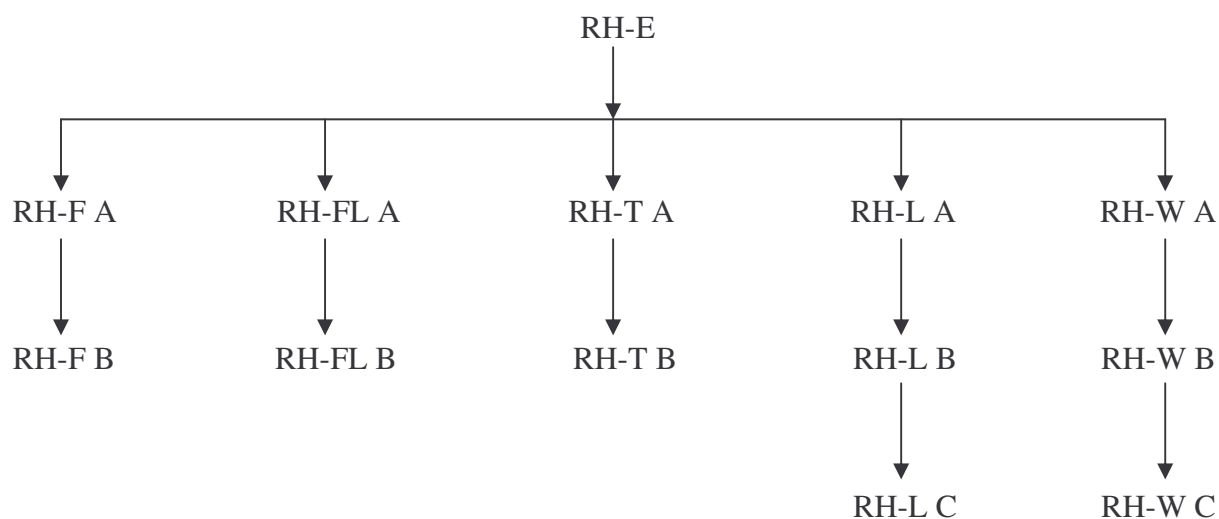 RH-E
RH-F A RH-FL A RH-T A RH-L A RH-W A
RH-F B RH-FL B RH-T B RH-L B RH-W B
RH-L C RH-W C